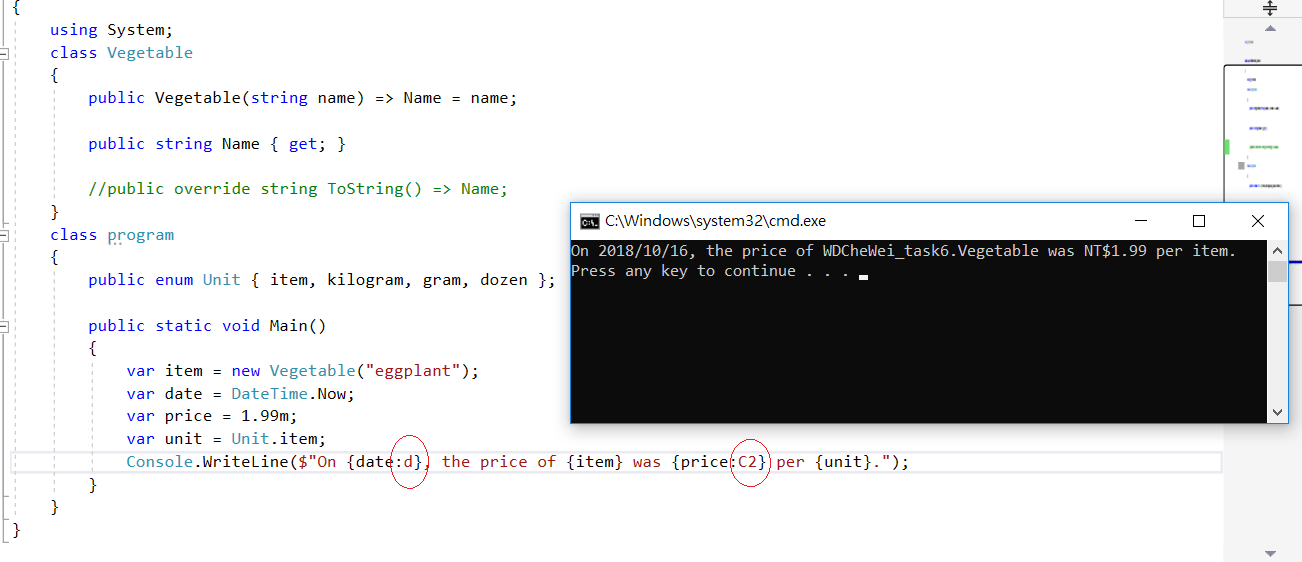 {
using System;
class Vegetable
{
public Vegetable(string name) => Name = name;
public string Name { get; }
//public override string ToString() => Name;
}
class program
{
public enum Unit { item, kilogram, gram, dozen };
public static void Main()
{
var item = new Vegetable("eggplant");
var date = DateTime.Now;
var price = 1.99m;
var unit = Unit.item;
Console.WriteLine($"On {date:d}, the price of {item} was {price:C2} per {unit}.");
}
}
}
C:\Windows\system32\cmd.exe
On 2018/10/16, the price of WDCheWei_task6.Vegetable was NT$1.99 per item.
Press any key to continue . . .